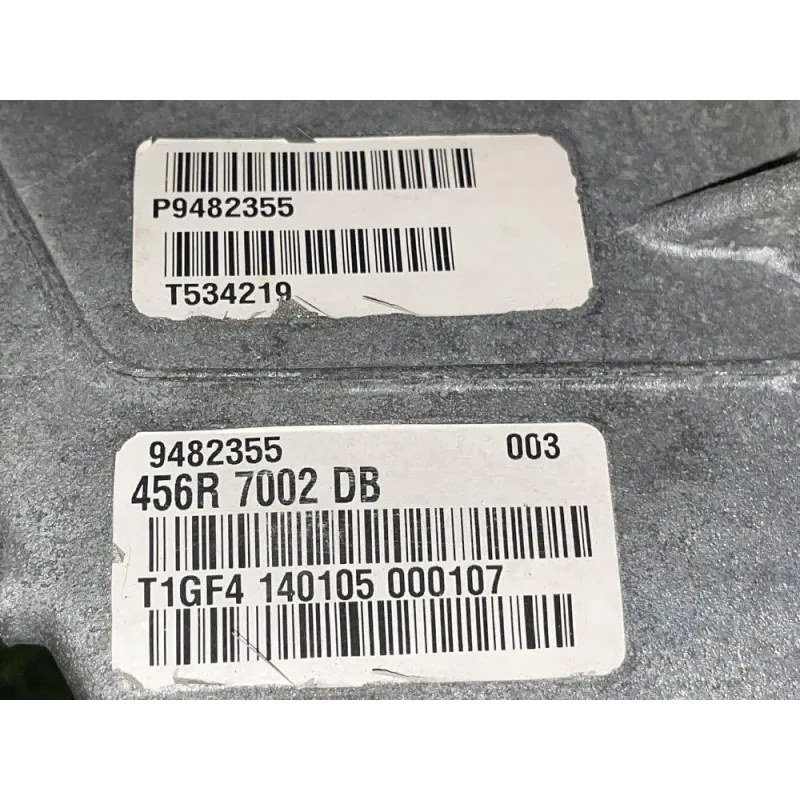 P9482355
T534219
9482355 003
456R 7002 DB
T1GF4 140105 000107